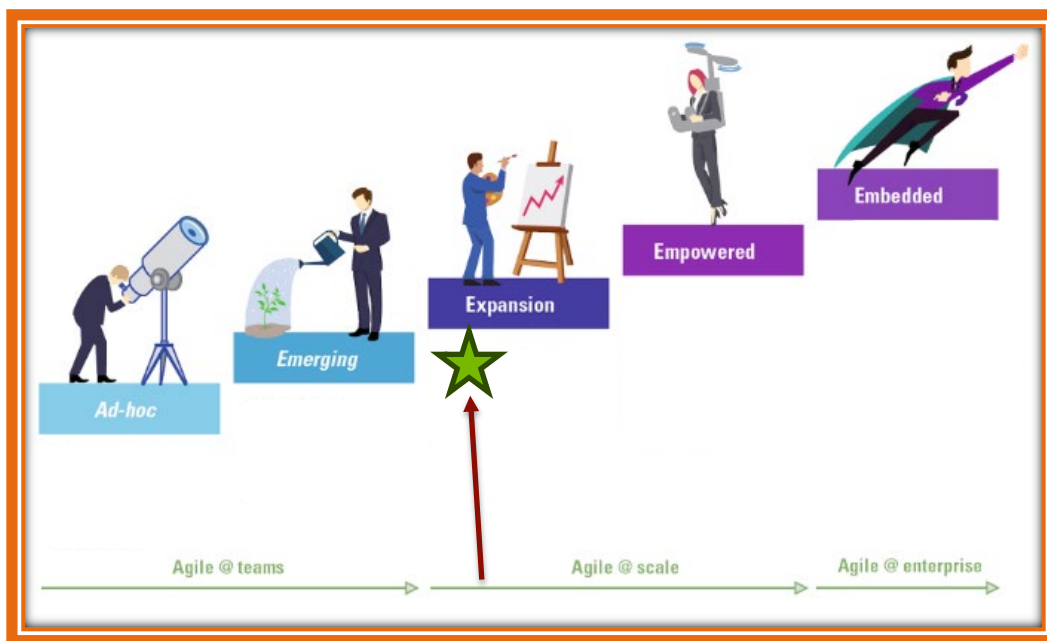 Ad-hoc
Emerging
Expansion
Empowered
Embedded
Agile @ teams
Agile @ scale
Agile @ enterprise